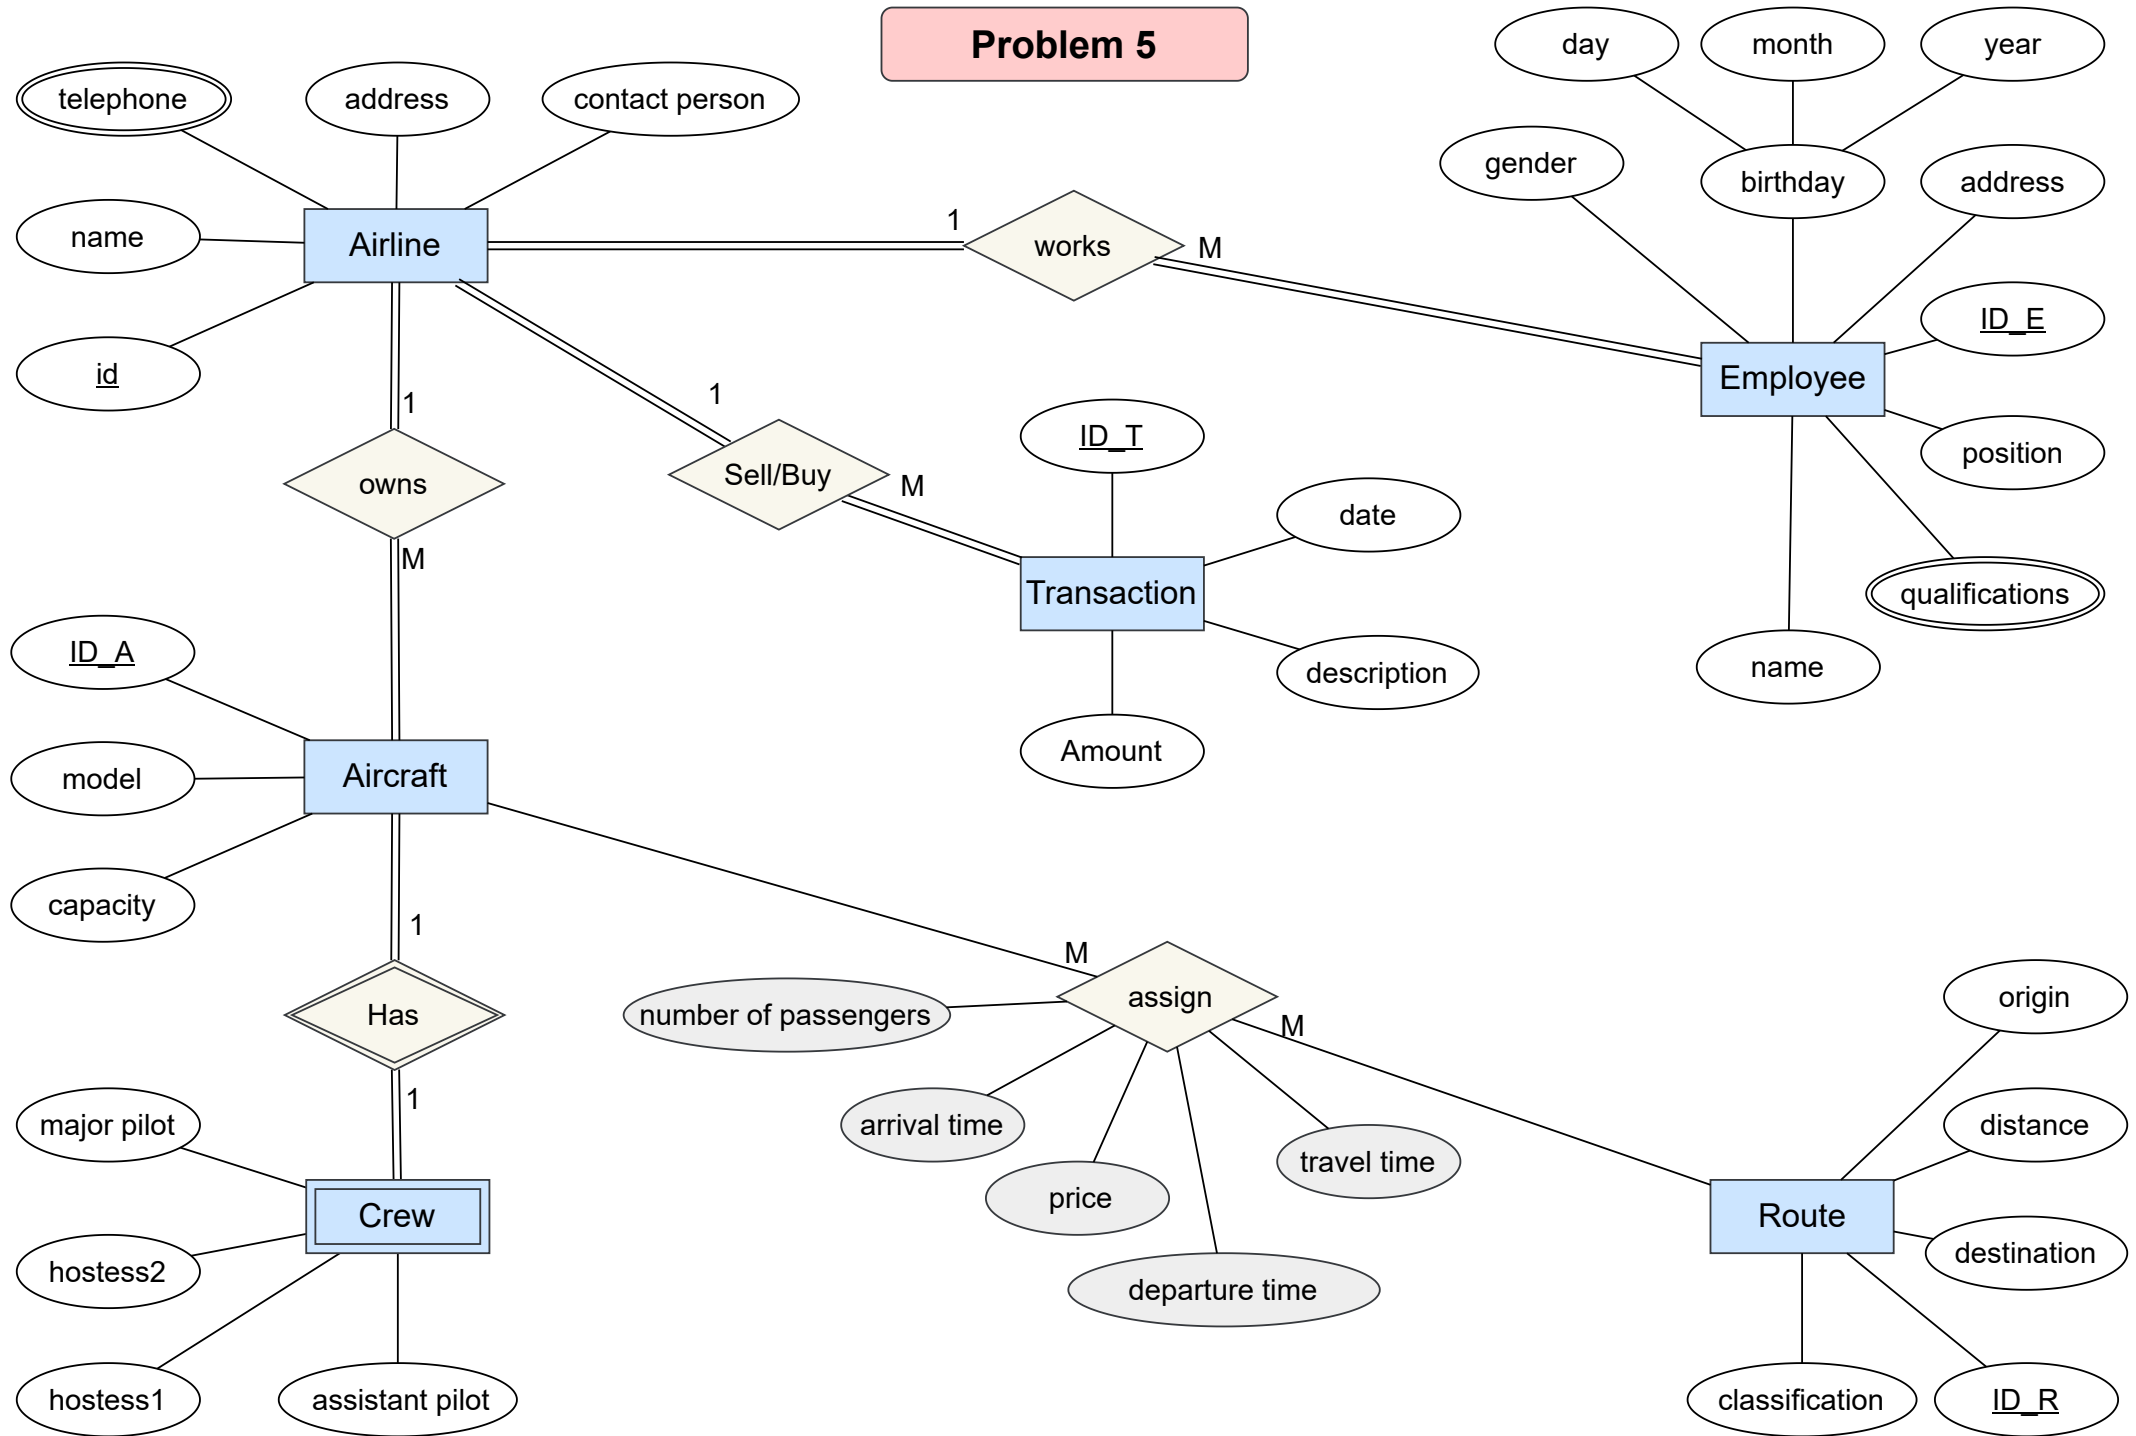 Problem 5
day
month
year
telephone
address
contact person
gender
birthday
address
name
Airline
1
works
M
id
ID_E
Employee
position
1
1
ID_T
owns
Sell/Buy
M
date
M
Transaction
qualifications
ID_A
description
name
model
Aircraft
Amount
capacity
1
M
Has
number of passengers
assign
M
origin
major pilot
1
arrival time
travel time
distance
price
Crew
Route
hostess2
departure time
destination
hostess1
assistant pilot
classification
ID_R